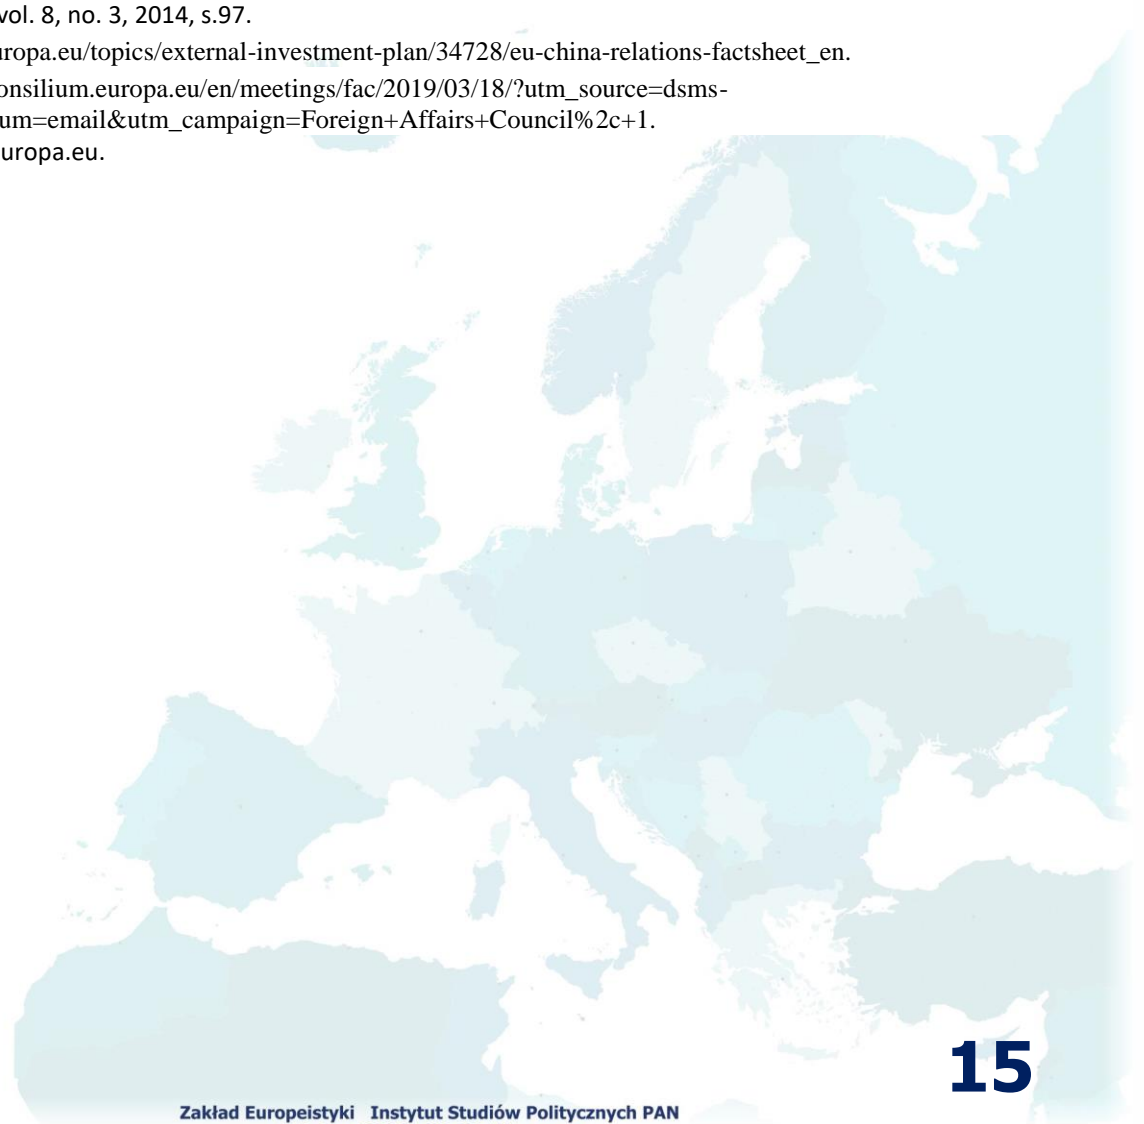 vol. 8, no. 3, 2014, s.97.
uropa.eu/topics/external-investment-plan/34728/eu-china-relations-factsheet_en.
onsilium.europa.eu/en/meetings/fac/2019/03/18/?utm_source=dsms-
um=email&utm_campaign=Foreign+Affairs+Council%2c+1.
uropa.eu.
15
Zakład Europeistyki Instytut Studiów Politycznych PAN